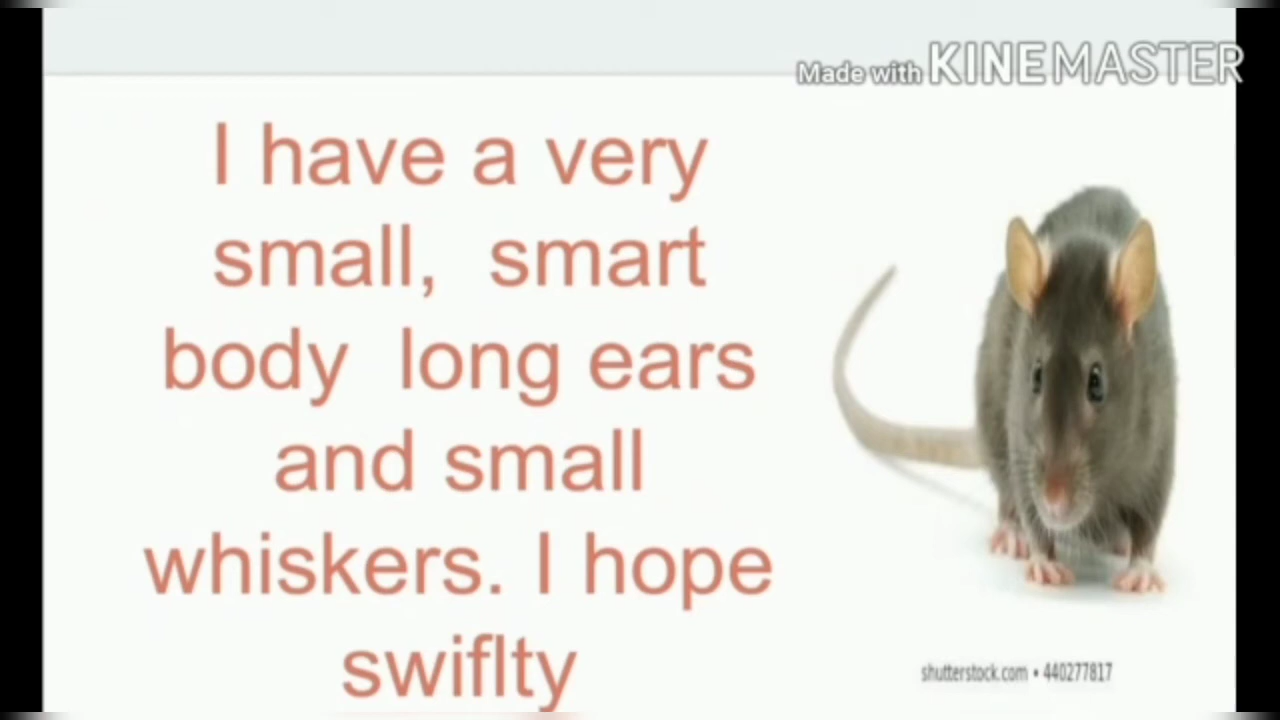 Made with KINEMASTER
I have a very
small, smart
body long ears
and small
whiskers. I hope
swiflty
shutterstock.com • 440277817